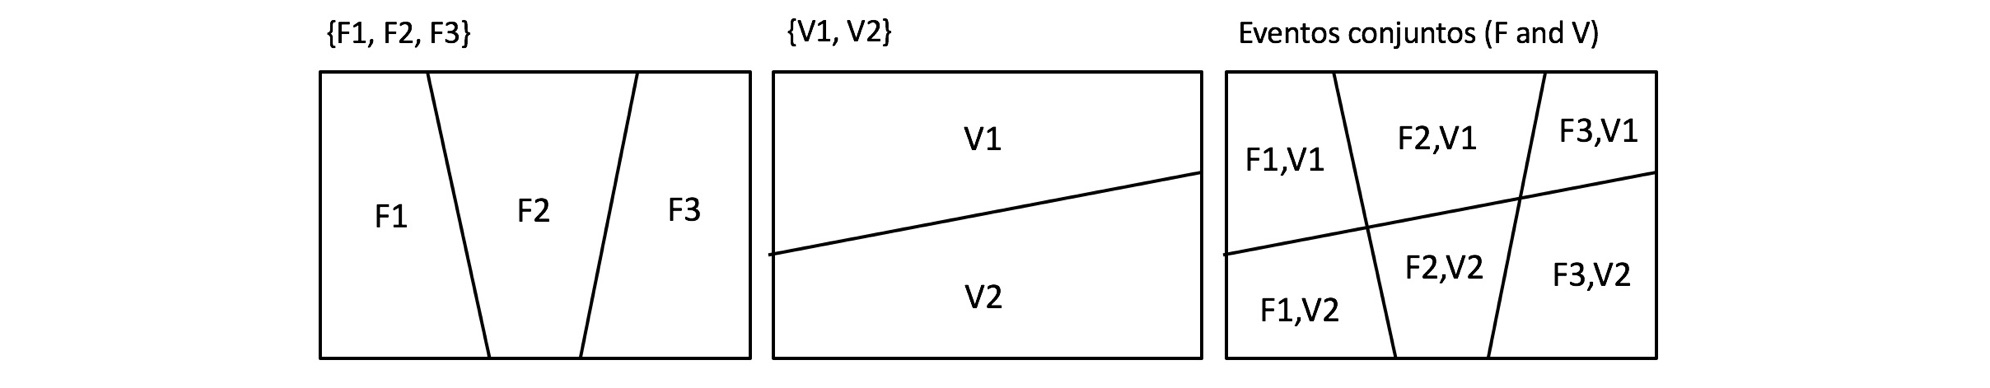 {F1, F2, F3}
F1
F2
F3
{V1, V2}
V1
V2
Eventos conjuntos (F and V)
F1,V1
F2,V1
F3,V1
F1,V2
F2,V2
F3,V2